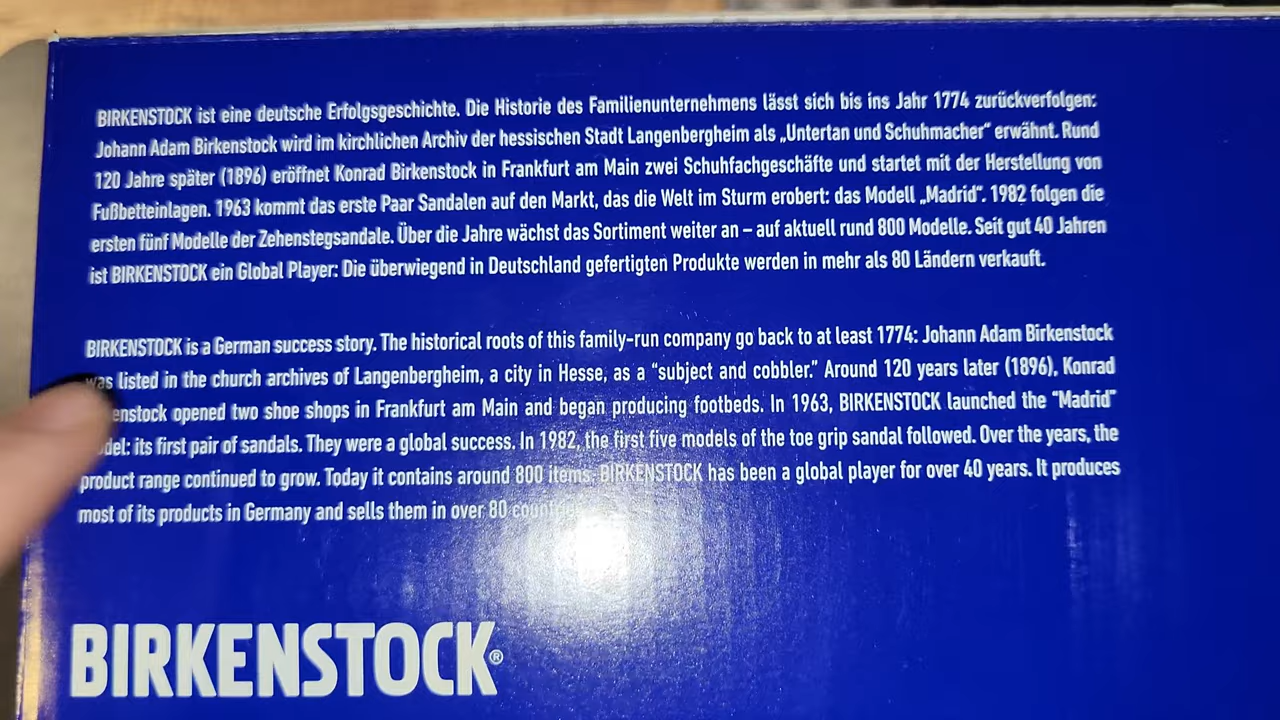 BIRKENSTOCK ist eine deutsche Erfolgsgeschichte. Die Historie des Familienunternehmens lässt sich bis ins Jahr 1774 zurückverfolgen:
Johann Adam Birkenstock wird im kirchlichen Archiv der hessischen Stadt Langenbergheim als „Untertan und Schuhmacher“ erwähnt. Rund
120 Jahre später (1896) eröffnet Konrad Birkenstock in Frankfurt am Main zwei Schuhfachgeschäfte und startet mit der Herstellung von
Fußbetteinlagen. 1963 kommt das erste Paar Sandalen auf den Markt, das die Welt im Sturm erobert: das Modell „Madrid“. 1982 folgen die
ersten fünf Modelle der Zehenstegsandale. Über die Jahre wächst das Sortiment weiter an – auf aktuell rund 800 Modelle. Seit gut 40 Jahren
ist BIRKENSTOCK ein Global Player: Die überwiegend in Deutschland gefertigten Produkte werden in mehr als 80 Ländern verkauft.
BIRKENSTOCK is a German success story. The historical roots of this family-run company go back to at least 1774: Johann Adam Birkenstock
was listed in the church archives of Langenbergheim, a city in Hesse, as a “subject and cobbler.” Around 120 years later (1896), Konrad
opened two shoe shops in Frankfurt am Main and began producing footbeds. In 1963, BIRKENSTOCK launched the “Madrid”
its first pair of sandals. They were a global success. In 1982, the first five models of the toe grip sandal followed. Over the years, the
product range continued to grow. Today it contains around 800 items. BIRKENSTOCK has been a global player for over 40 years. It produces
most of its products in Germany and sells them in over 80
BIRKENSTOCK®